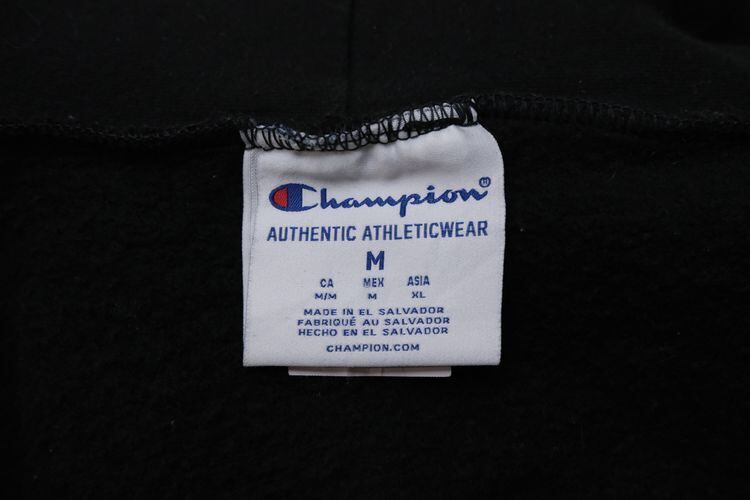 Champion®
AUTHENTIC ATHLETICWEAR
M
CA MEX ASIA
M/M M XL
MADE IN EL SALVADOR
FABRIQUÉ AU SALVADOR
HECHO EN EL SALVADOR
CHAMPION.COM